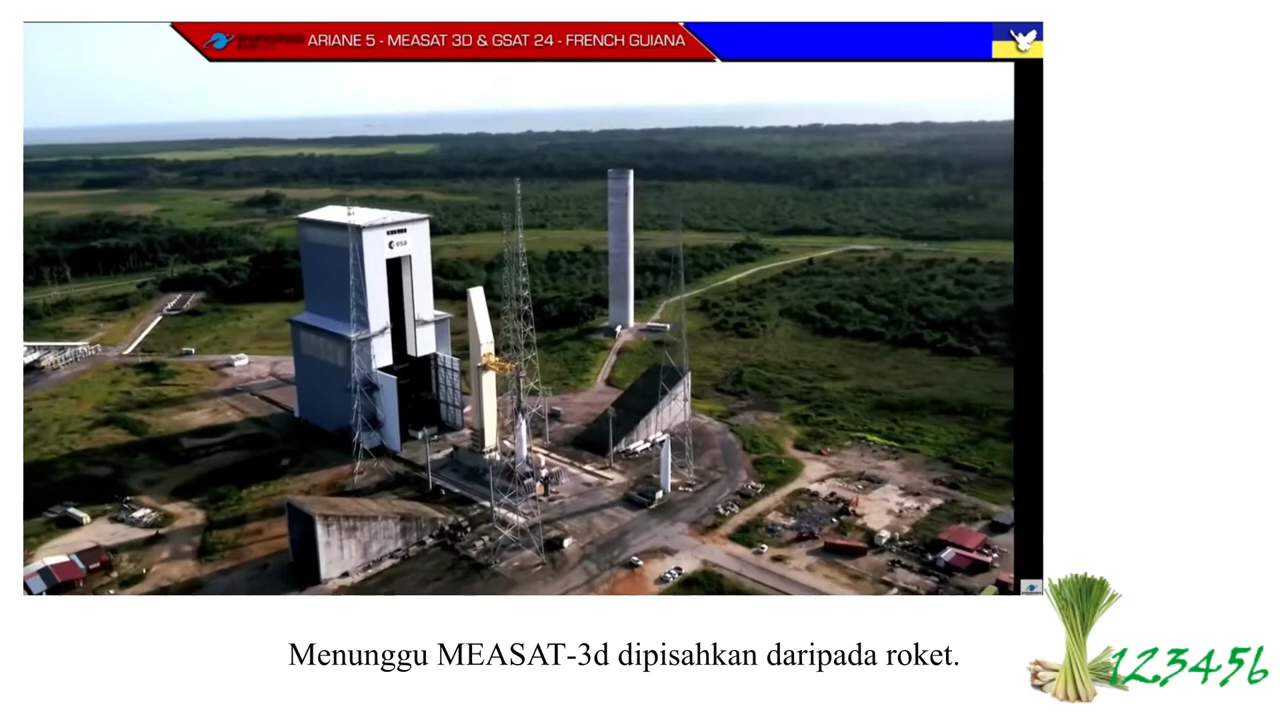 ARIANE 5 - MEASAT 3D & GSAT 24 - FRENCH GUIANA
esa
Menunggu MEASAT-3d dipisahkan daripada roket.
123456